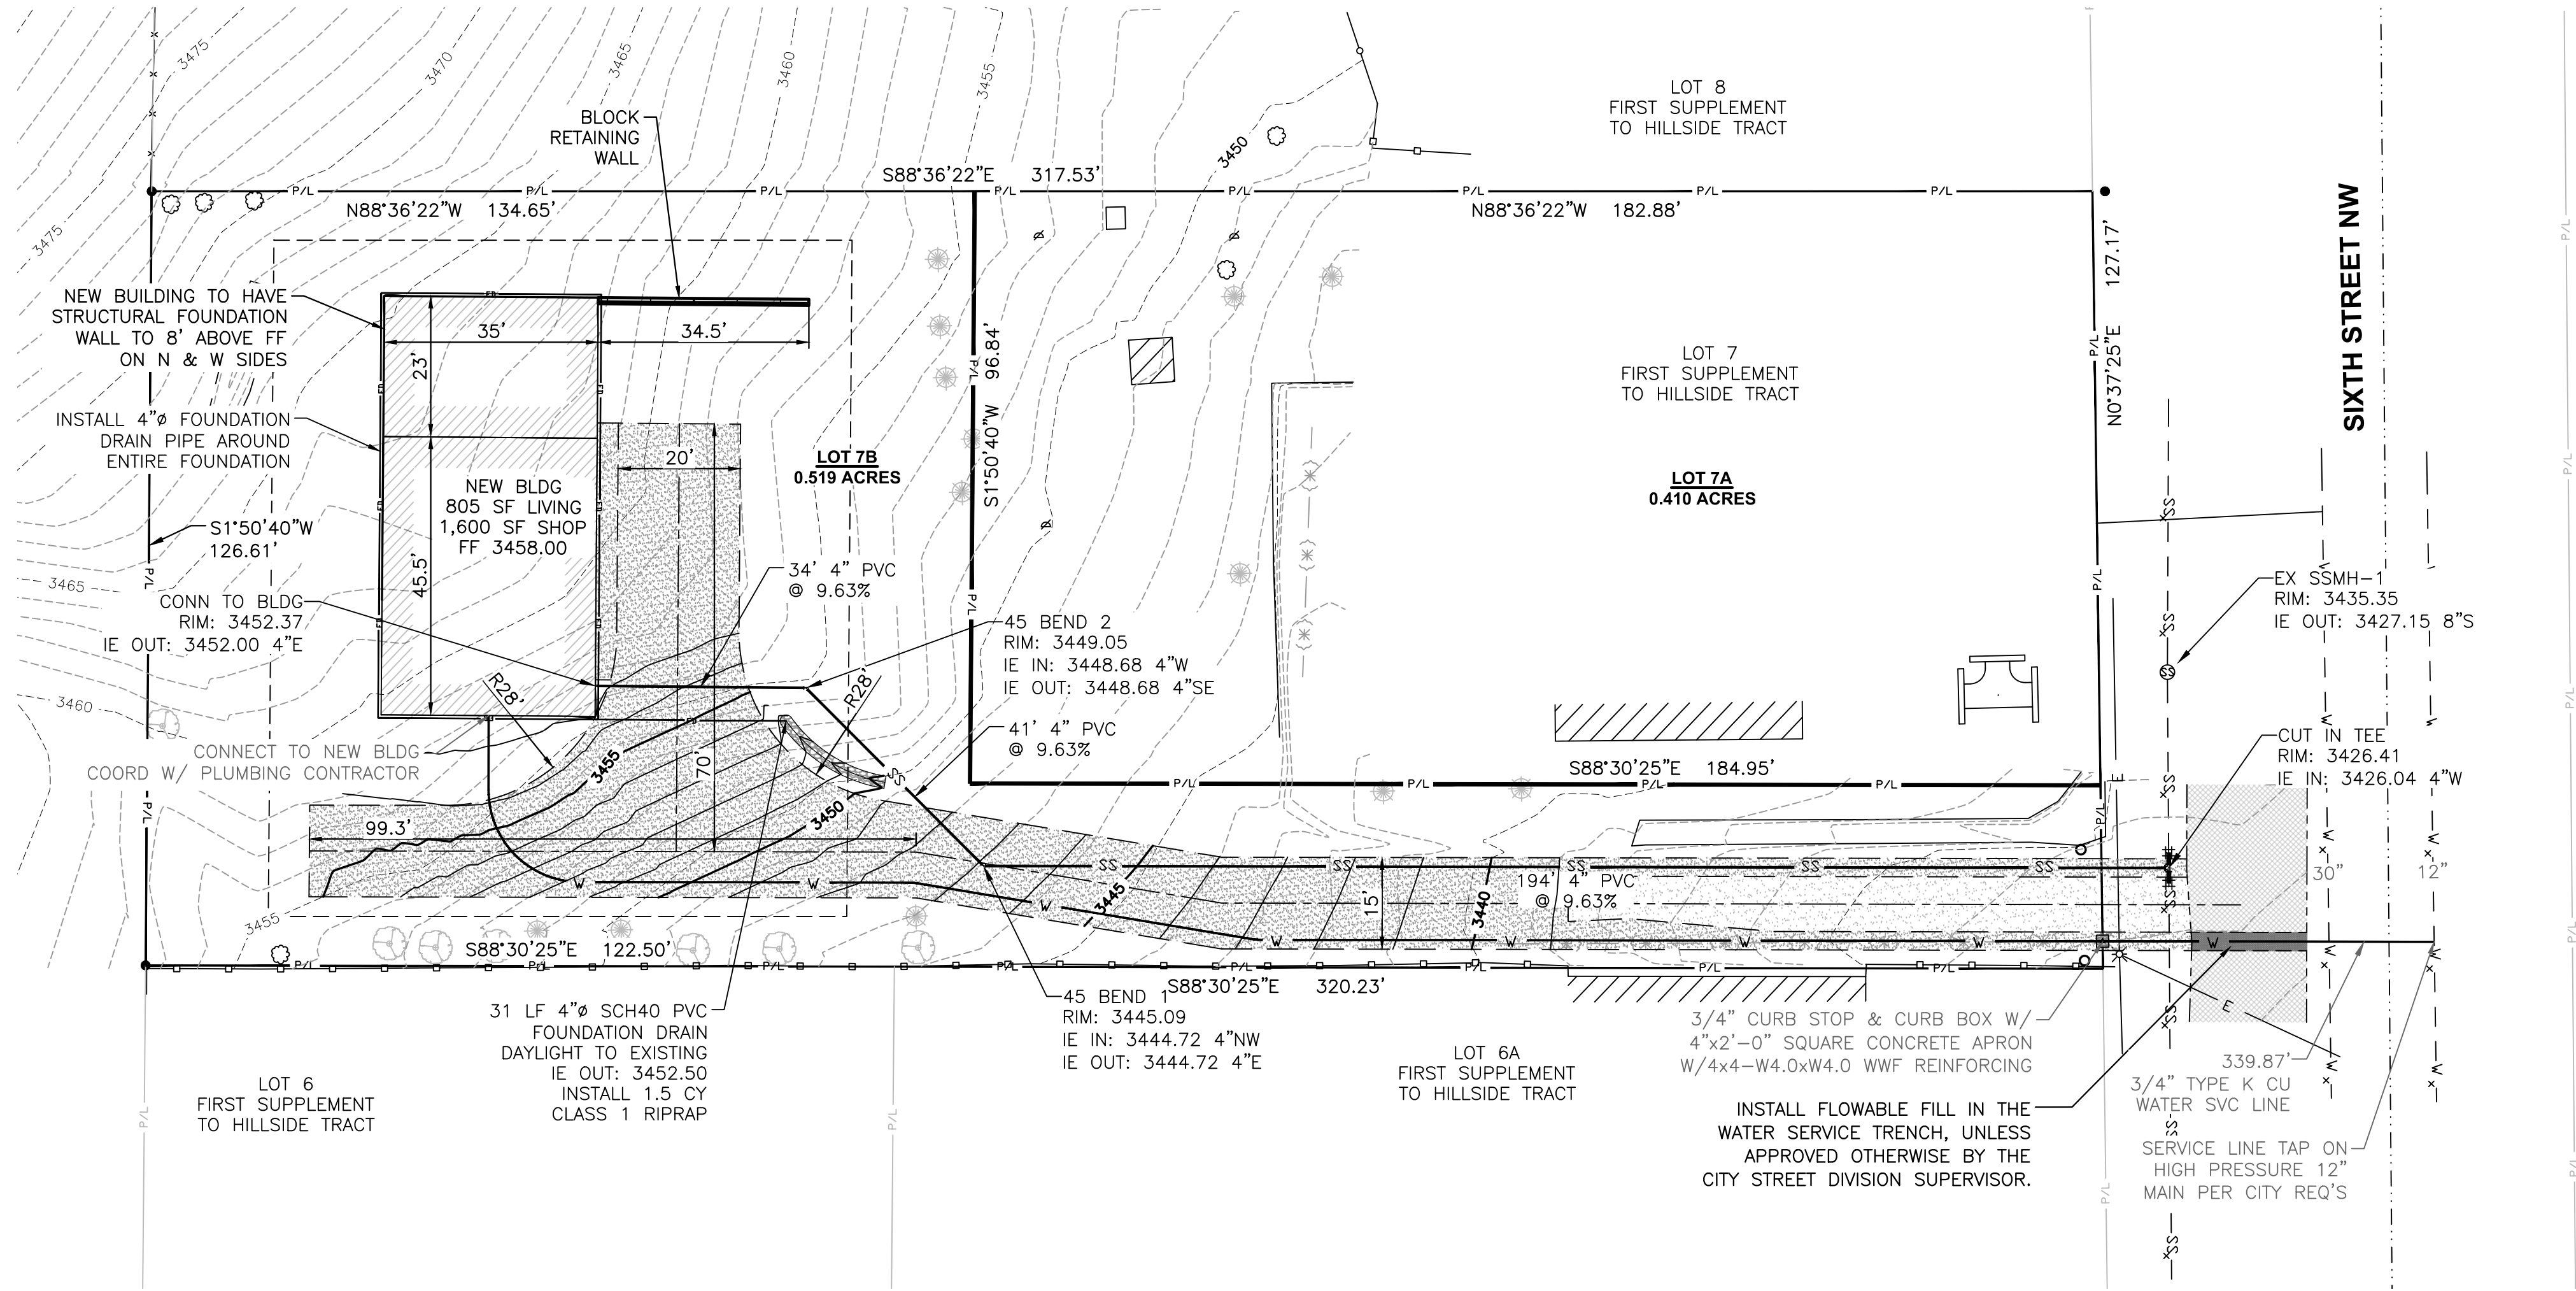 3475
3470
3465
3460
3455
3450
3475
LOT 8
FIRST SUPPLEMENT
TO HILLSIDE TRACT
BLOCK
RETAINING
WALL
S88°36'22"E 317.53'
N88°36'22"W 134.65'
N88°36'22"W 182.88'
N0°37'25"E 127.17'
SIXTH STREET NW
NEW BUILDING TO HAVE
STRUCTURAL FOUNDATION
WALL TO 8' ABOVE FF
ON N & W SIDES
35'
34.5'
23'
S1°50'40"W 96.84'
LOT 7
FIRST SUPPLEMENT
TO HILLSIDE TRACT
INSTALL 4"ø FOUNDATION
DRAIN PIPE AROUND
ENTIRE FOUNDATION
20'
LOT 7B
0.519 ACRES
LOT 7A
0.410 ACRES
NEW BLDG
805 SF LIVING
1,600 SF SHOP
FF 3458.00
S1°50'40"W
126.61'
45.5'
3465
34' 4" PVC
@ 9.63%
CONN TO BLDG
RIM: 3452.37
IE OUT: 3452.00 4"E
45 BEND 2
RIM: 3449.05
IE IN: 3448.68 4"W
IE OUT: 3448.68 4"SE
EX SSMH-1
RIM: 3435.35
IE OUT: 3427.15 8"S
3460
R28'
R28'
CONNECT TO NEW BLDG
COORD W/ PLUMBING CONTRACTOR
3455
70'
41' 4" PVC
@ 9.63%
CUT IN TEE
RIM: 3426.41
IE IN: 3426.04 4"W
S88°30'25"E 184.95'
99.3'
3450
3455
3445
3440
15'
194' 4" PVC
@ 9.63%
30"
12"
S88°30'25"E 122.50'
S88°30'25"E 320.23'
45 BEND 1
RIM: 3445.09
IE IN: 3444.72 4"NW
IE OUT: 3444.72 4"E
31 LF 4"ø SCH40 PVC
FOUNDATION DRAIN
DAYLIGHT TO EXISTING
IE OUT: 3452.50
INSTALL 1.5 CY
CLASS 1 RIPRAP
LOT 6
FIRST SUPPLEMENT
TO HILLSIDE TRACT
LOT 6A
FIRST SUPPLEMENT
TO HILLSIDE TRACT
3/4" CURB STOP & CURB BOX W/
4"x2'-0" SQUARE CONCRETE APRON
W/4x4-W4.0xW4.0 WWF REINFORCING
339.87'
3/4" TYPE K CU
WATER SVC LINE
INSTALL FLOWABLE FILL IN THE
WATER SERVICE TRENCH, UNLESS
APPROVED OTHERWISE BY THE
CITY STREET DIVISION SUPERVISOR.
SERVICE LINE TAP ON
HIGH PRESSURE 12"
MAIN PER CITY REQ'S